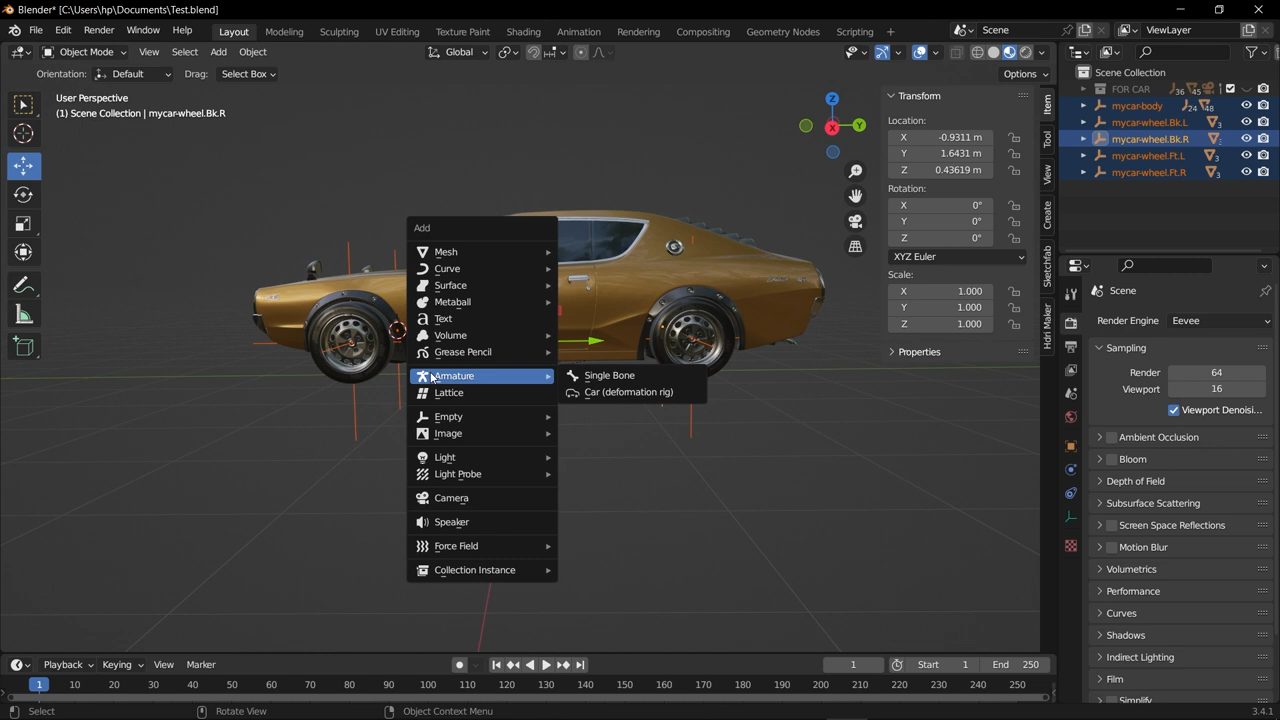 Blender* [C:\Users\hp\Documents\Test.blend]
File Edit Render Window Help Layout Modeling Sculpting UV Editing Texture Paint Shading Animation Rendering Compositing Geometry Nodes Scripting + Scene ViewLayer
Object Mode View Select Add Object Global
Orientation: Default Drag: Select Box Options
User Perspective
(1) Scene Collection | mycar-wheel.Bk.R
Z
Y
X
Add
Mesh
Curve
Surface
Metaball
Text
Volume
Grease Pencil
Armature
Lattice
Empty
Image
Light
Light Probe
Camera
Speaker
Force Field
Collection Instance
Single Bone
Car (deformation rig)
Transform
Location:
X -0.9311 m
Y 1.6431 m
Z 0.43619 m
Rotation:
X 0°
Y 0°
Z 0°
XYZ Euler
Scale:
X 1.000
Y 1.000
Z 1.000
Properties
Item
Tool
View
Create
Sketchfab
Hdri Maker
Scene Collection
FOR CAR 36 45 1
mycar-body 24 48
mycar-wheel.Bk.L 3
mycar-wheel.Bk.R 3
mycar-wheel.Ft.L 3
mycar-wheel.Ft.R 3
Scene
Render Engine Eevee
Sampling
Render 64
Viewport 16
Viewport Denoisi...
Ambient Occlusion
Bloom
Depth of Field
Subsurface Scattering
Screen Space Reflections
Motion Blur
Volumetrics
Performance
Curves
Shadows
Indirect Lighting
Film
Simplify
Playback Keying View Marker 1 Start 1 End 250
1 10 20 30 40 50 60 70 80 90 100 110 120 130 140 150 160 170 180 190 200 210 220 230 240 250
Select Rotate View Object Context Menu 3.4.1